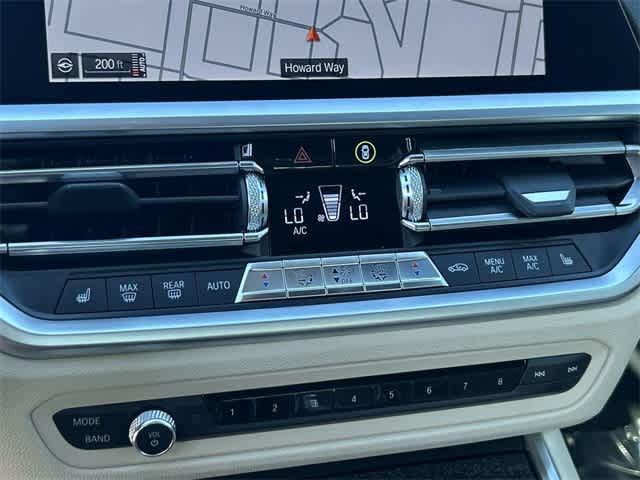 Howard Way
200 ft
AUTO
Howard Way
LO LO
A/C
MAX
REAR
AUTO
OFF
MENU
A/C
MAX
A/C
MODE
BAND
VOL
1 2 4 5 6 7 8